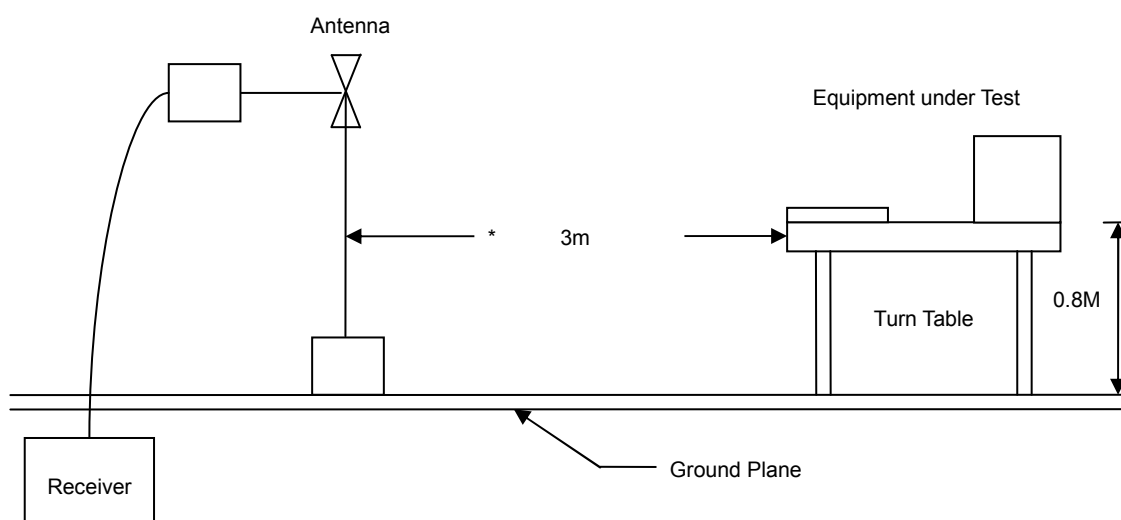 Antenna
Equipment under Test
* 3m
0.8M
Turn Table
Ground Plane
Receiver